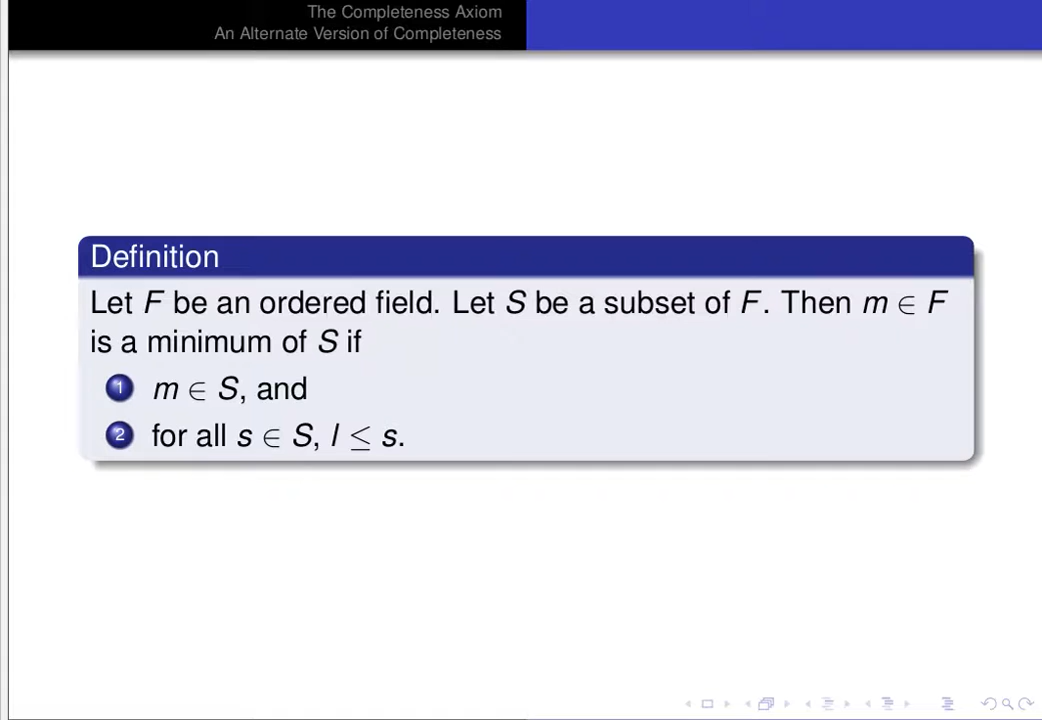 The Completeness Axiom
An Alternate Version of Completeness
Definition
Let F be an ordered field. Let S be a subset of F. Then m ∈ F
is a minimum of S if
1 m ∈ S, and
2 for all s ∈ S, l ≤ s.